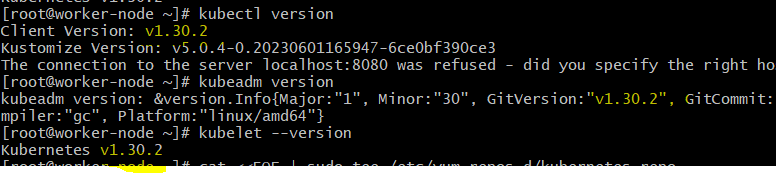 Kubernetes v1.30.2
[root@worker-node ~]# kubectl version
Client Version: v1.30.2
Kustomize Version: v5.0.4-0.20230601165947-6ce0bf390ce3
The connection to the server localhost:8080 was refused - did you specify the right ho
[root@worker-node ~]# kubeadm version
kubeadm version: &version.Info{Major:"1", Minor:"30", GitVersion:"v1.30.2", GitCommit:
mpiler:"gc", Platform:"linux/amd64"}
[root@worker-node ~]# kubelet --version
Kubernetes v1.30.2
[root@worker-node ~]# cat <<EOF | sudo tee /etc/yum.repos.d/kubernetes.repo